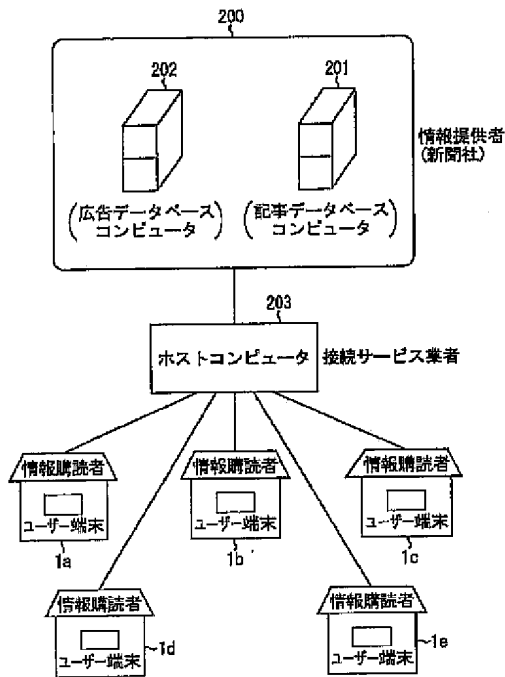 200
202
201
情報提供者
(新聞社)
(広告データベース
コンピュータ)
(記事データベース
コンピュータ)
203
ホストコンピュータ
接続サービス業者
情報購読者
ユーザー端末
1a
情報購読者
ユーザー端末
1b
情報購読者
ユーザー端末
1c
情報購読者
ユーザー端末
1d
情報購読者
ユーザー端末
1e